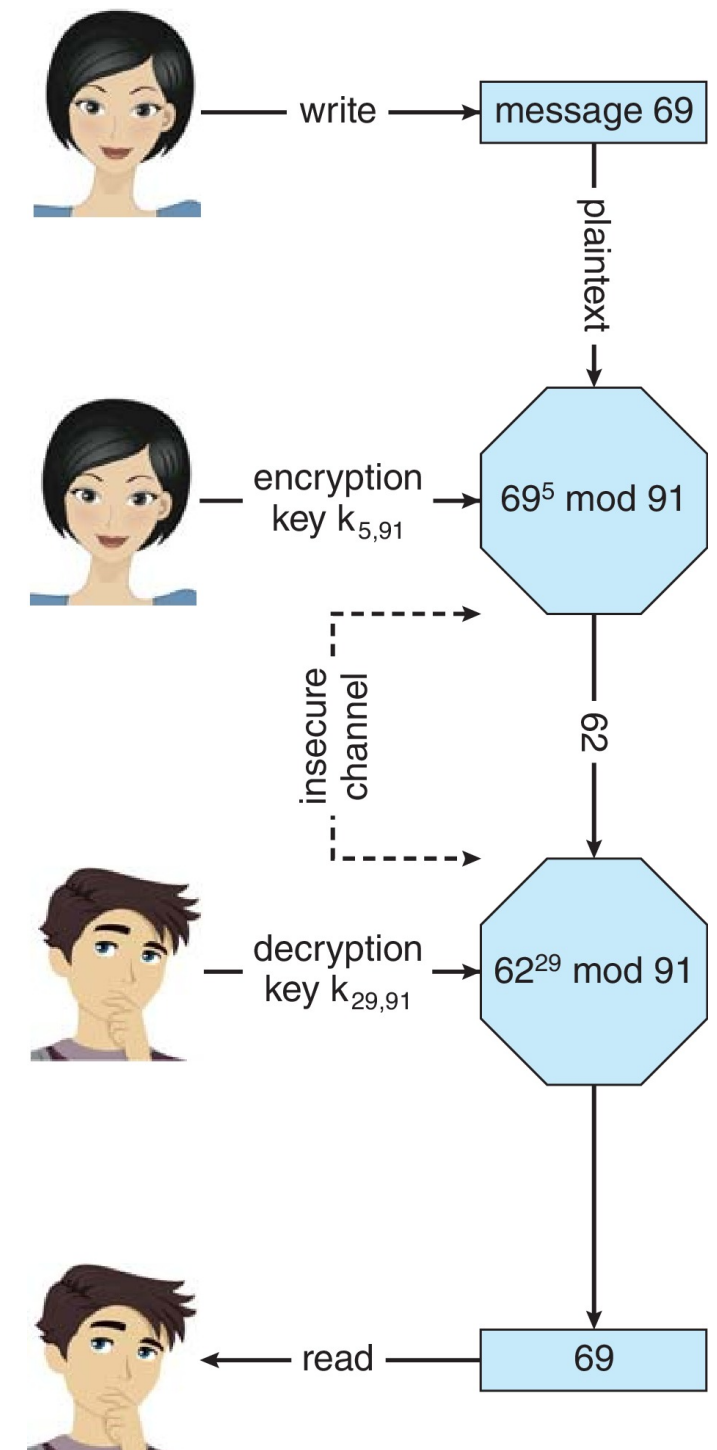 write
message 69
plaintext
encryption
key k₅,₉₁
69⁵ mod 91
insecure
channel
62
decryption
key k₂₉,₉₁
62²⁹ mod 91
read
69